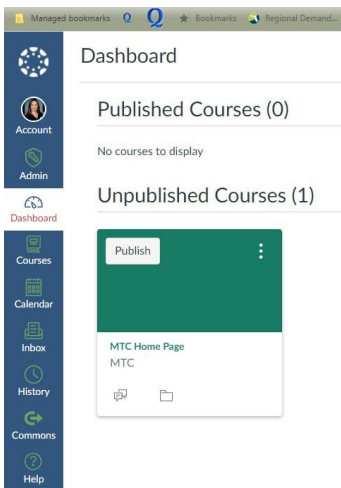 Managed bookmarks Q Q Bookmarks Regional Demand...
Dashboard
Account
Admin
Dashboard
Courses
Calendar
Inbox
History
Commons
Help
Published Courses (0)
No courses to display
Unpublished Courses (1)
Publish
MTC Home Page
MTC